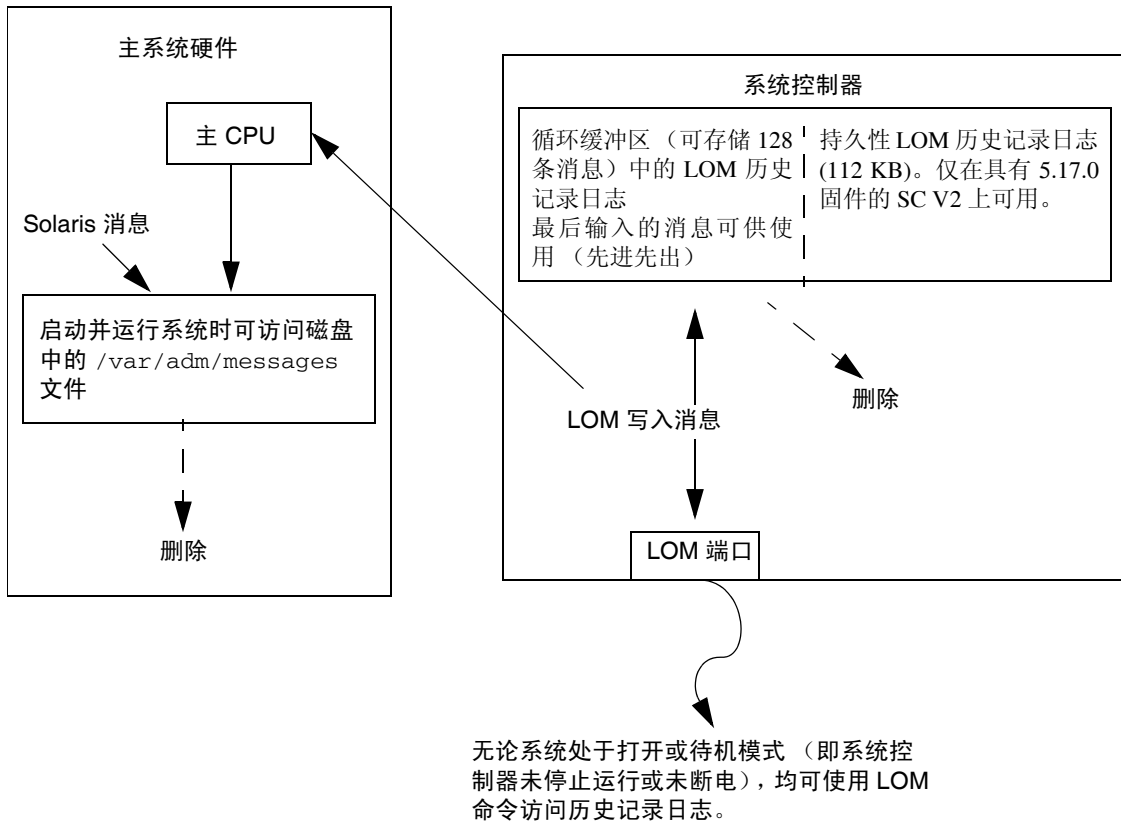 主系统硬件
主 CPU
Solaris 消息
启动并运行系统时可访问磁盘
中的 /var/adm/messages
文件
删除
系统控制器
循环缓冲区 （可存储 128
条消息）中的 LOM 历史
记录日志
最后输入的消息可供使
用 （先进先出）
持久性 LOM 历史记录日志
(112 KB)。仅在具有 5.17.0
固件的 SC V2 上可用。
删除
LOM 写入消息
LOM 端口
无论系统处于打开或待机模式 （即系统控
制器未停止运行或未断电），均可使用 LOM
命令访问历史记录日志。